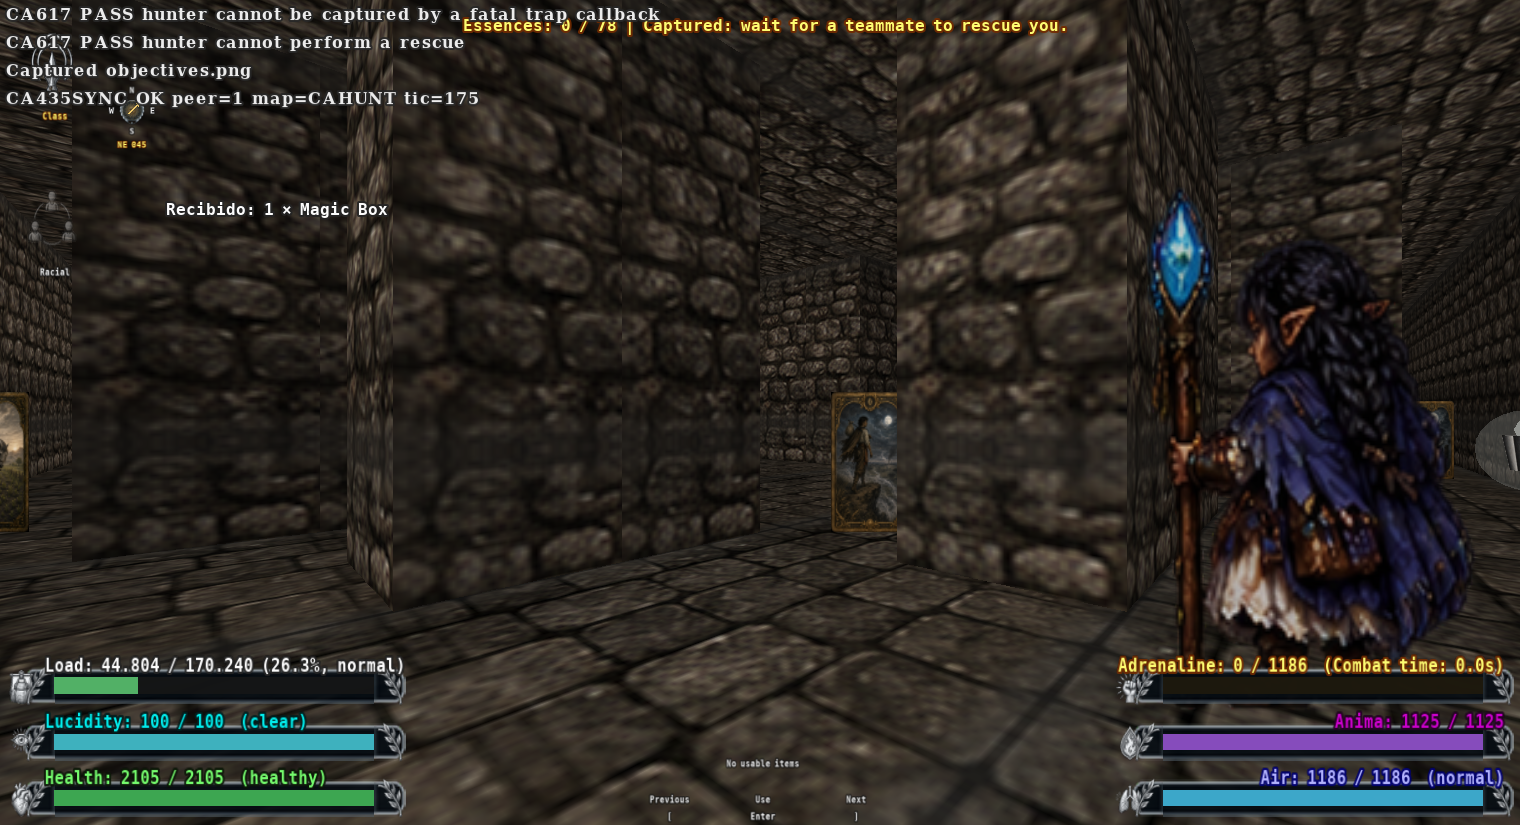 CA617 PASS hunter cannot be captured by a fatal trap callback
Essences: 0 / 78 | Captured: wait for a teammate to rescue you.
CA617 PASS hunter cannot perform a rescue
Captured objectives.png
CA435SYNC OK peer=1 map=CAHUNT tic=175
N
W E
S
Class
NE 045
Recibido: 1 × Magic Box
Racial
Load: 44.804 / 170.240 (26.3%, normal)
Lucidity: 100 / 100 (clear)
Health: 2105 / 2105 (healthy)
Adrenaline: 0 / 1186 (Combat time: 0.0s)
Anima: 1125 / 1125
Air: 1186 / 1186 (normal)
No usable items
Previous Use Next
[ Enter ]